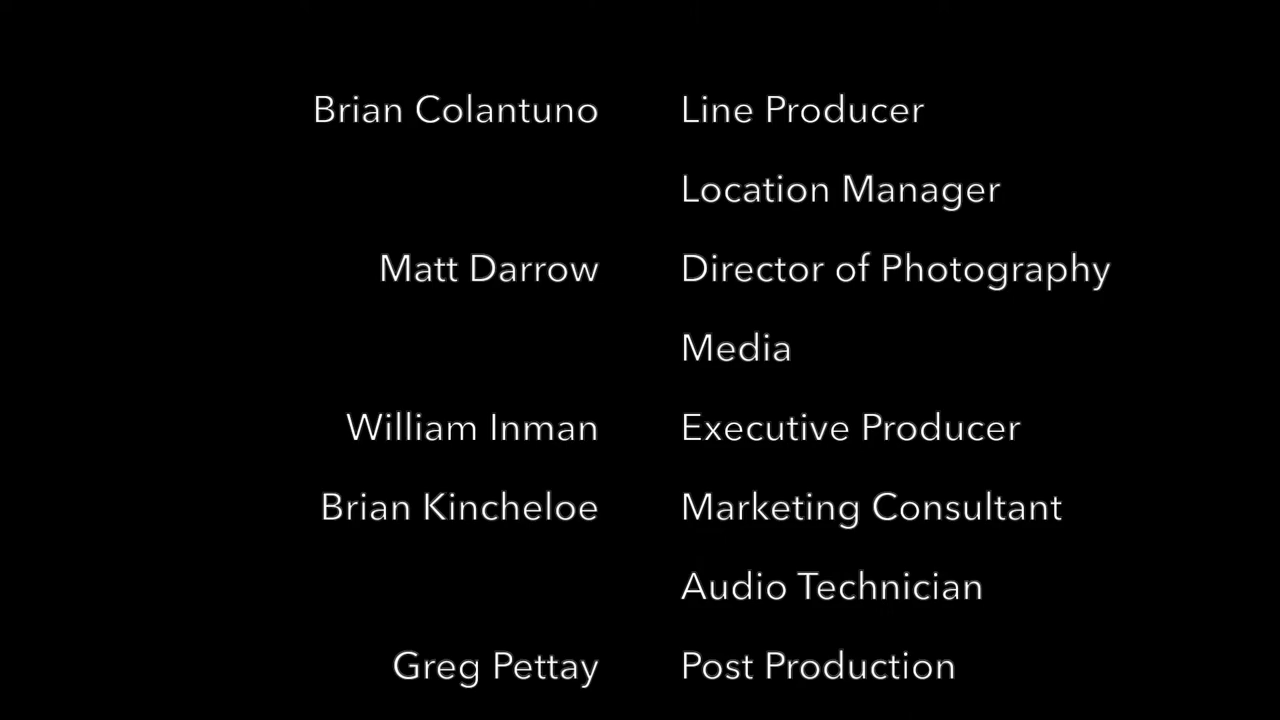 Brian Colantuno Line Producer
Location Manager
Matt Darrow Director of Photography
Media
William Inman Executive Producer
Brian Kincheloe Marketing Consultant
Audio Technician
Greg Pettay Post Production